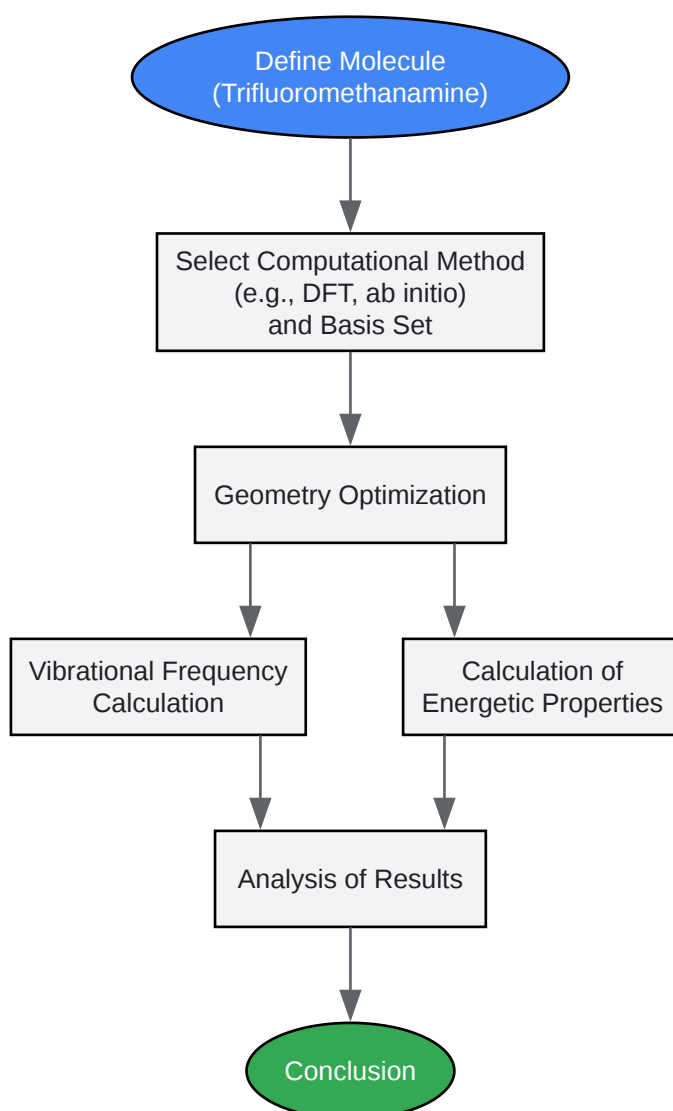 Define Molecule
(Trifluoromethanamine)
Select Computational Method
(e.g., DFT, ab initio)
and Basis Set
Geometry Optimization
Vibrational Frequency
Calculation
Calculation of
Energetic Properties
Analysis of Results
Conclusion